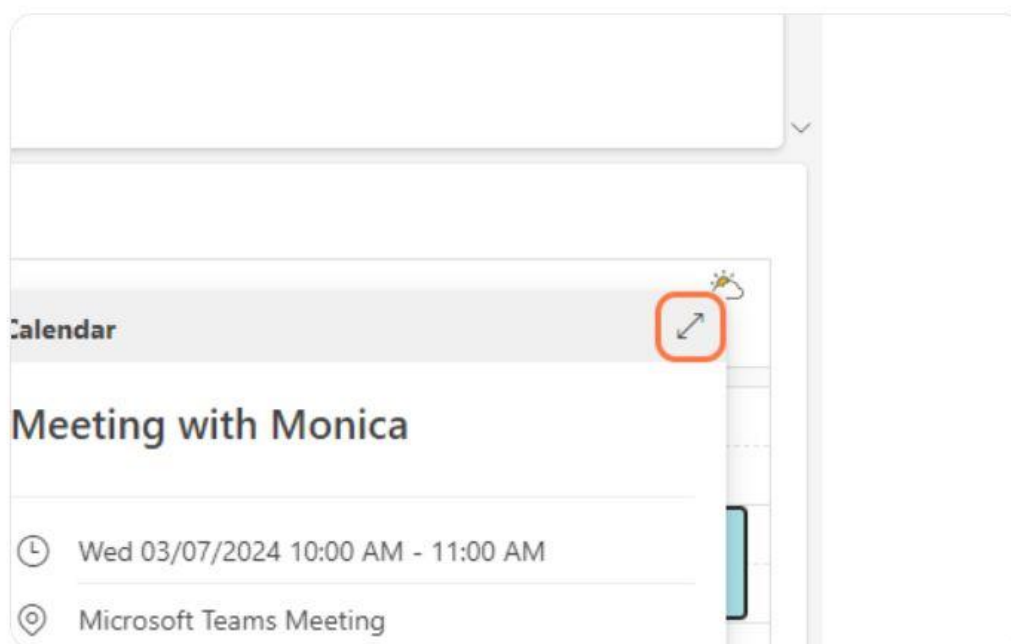 Calendar
Meeting with Monica
Wed 03/07/2024 10:00 AM - 11:00 AM
Microsoft Teams Meeting